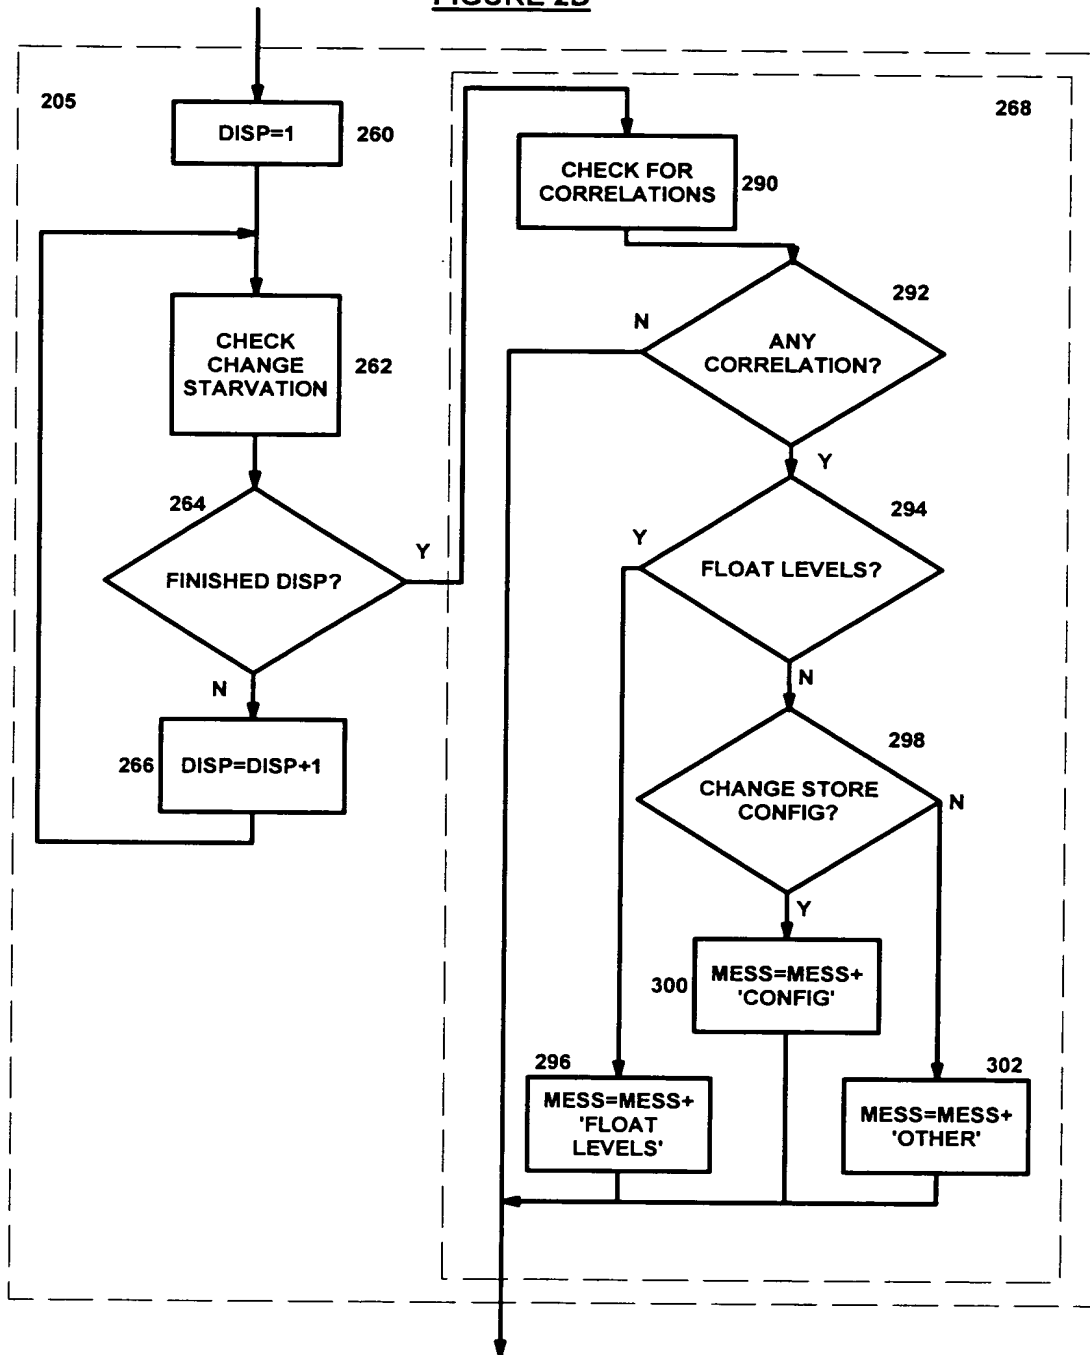 205
268
DISP=1
260
CHECK FOR
CORRELATIONS
290
292
N
ANY
CORRELATION?
Y
CHECK
CHANGE
STARVATION
262
264
FINISHED DISP?
Y
N
266
DISP=DISP+1
294
Y
FLOAT LEVELS?
N
298
CHANGE STORE
CONFIG?
N
Y
300
MESS=MESS+
'CONFIG'
296
MESS=MESS+
'FLOAT
LEVELS'
302
MESS=MESS+
'OTHER'